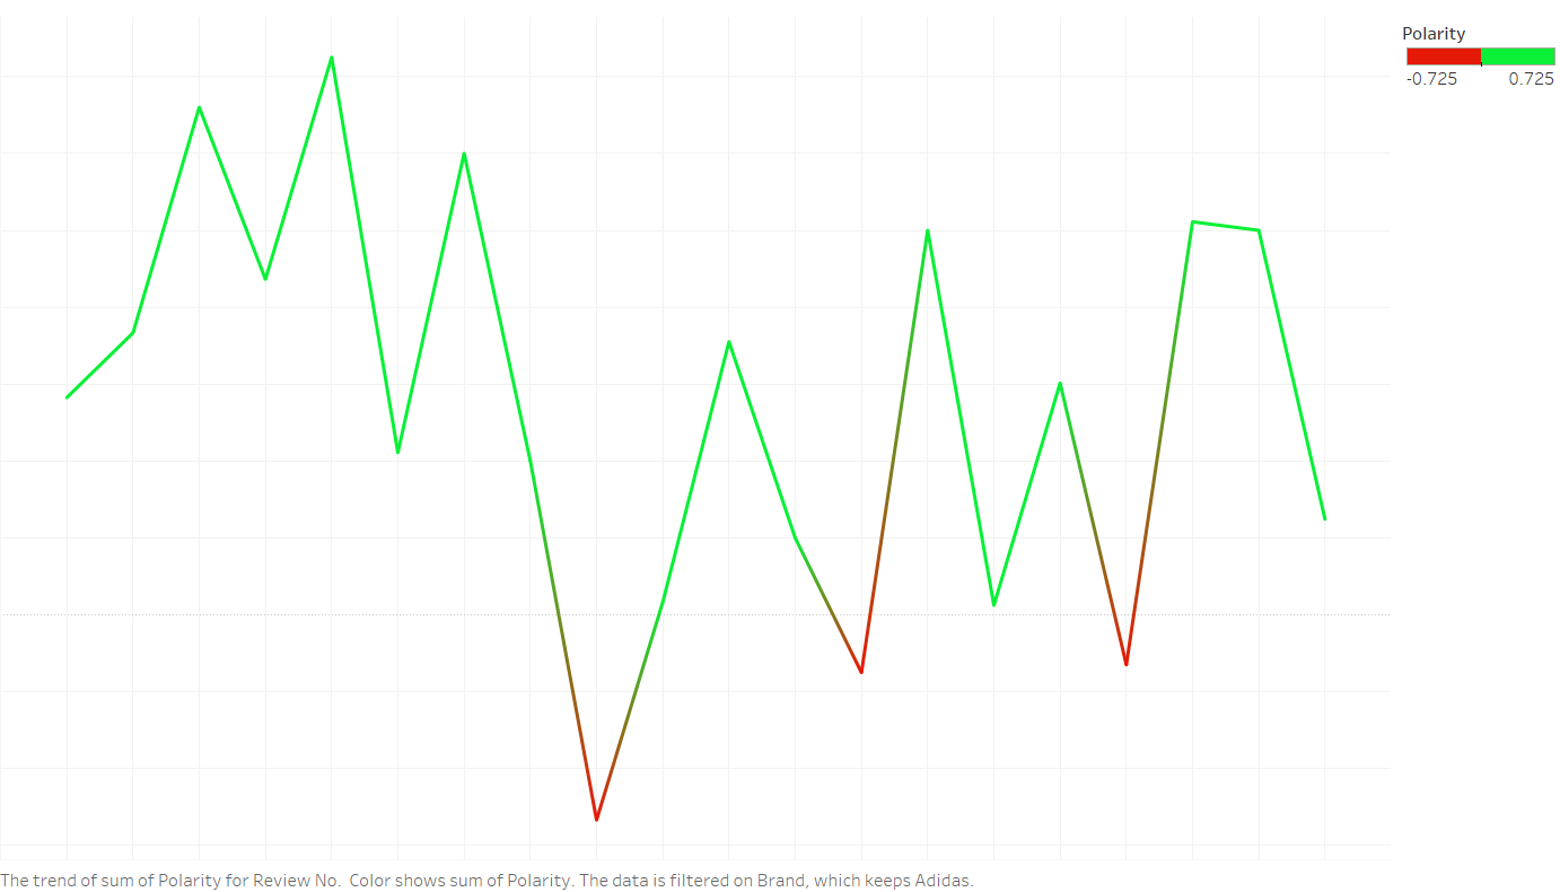 Polarity
-0.725 0.725
The trend of sum of Polarity for Review No.  Color shows sum of Polarity. The data is filtered on Brand, which keeps Adidas.